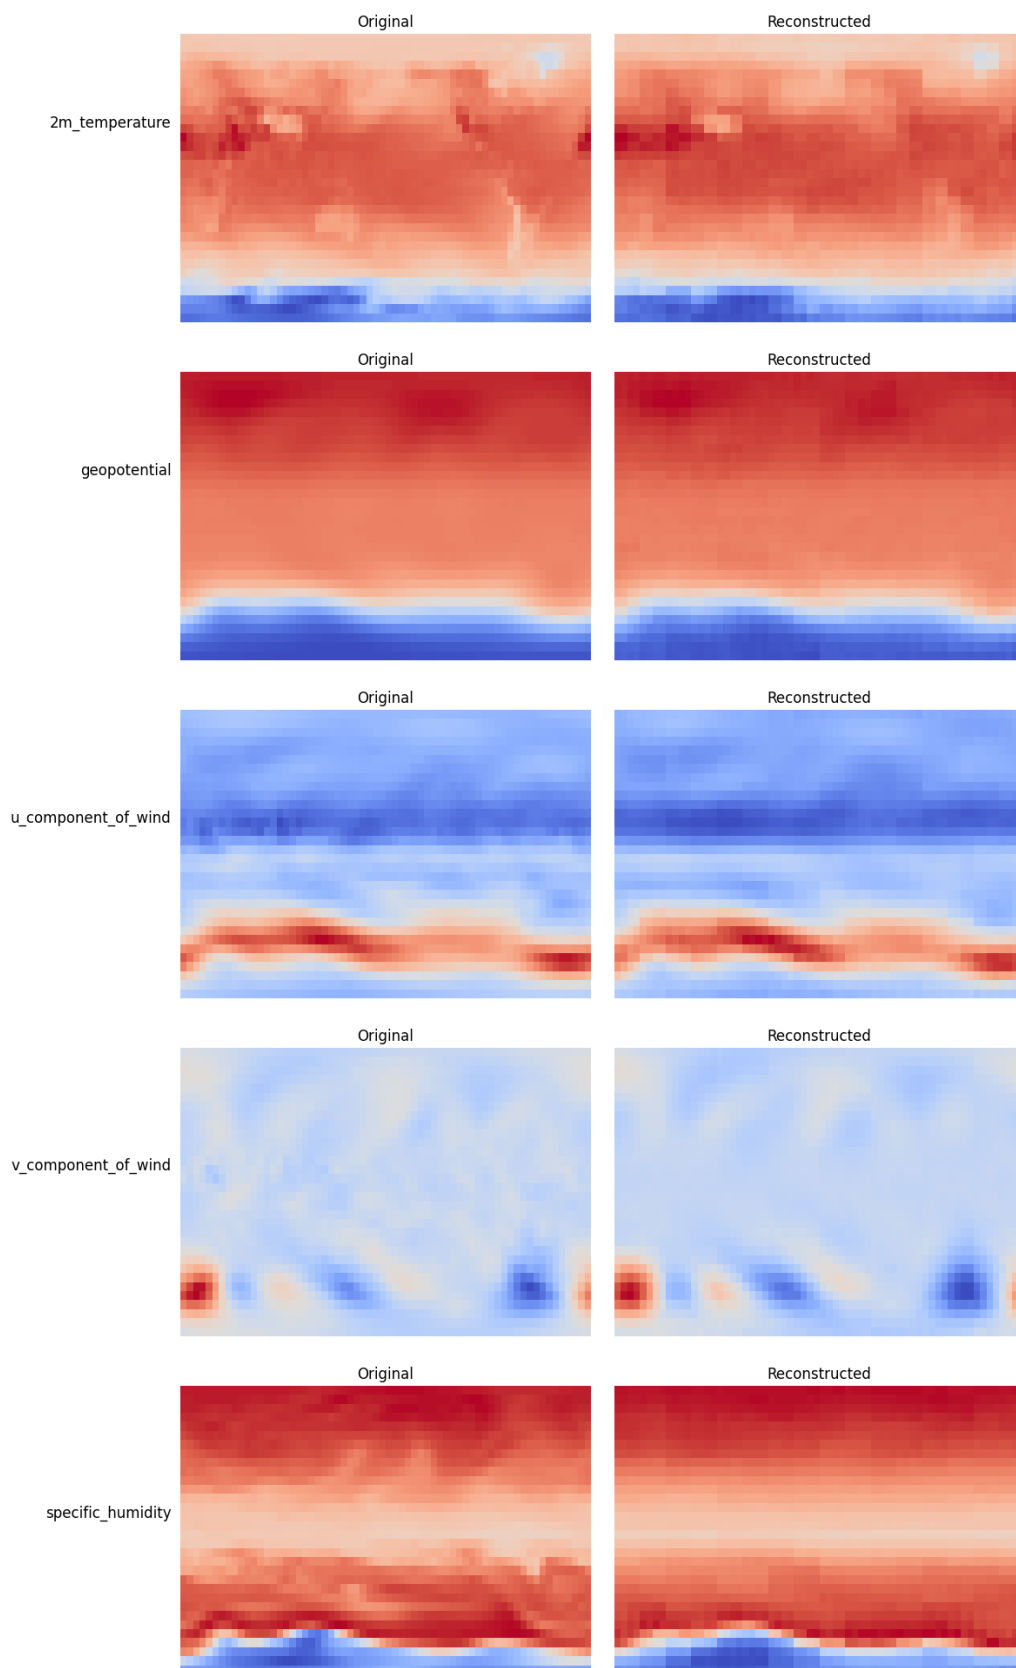 Original Reconstructed
2m_temperature
Original Reconstructed
geopotential
Original Reconstructed
u_component_of_wind
Original Reconstructed
v_component_of_wind
Original Reconstructed
specific_humidity